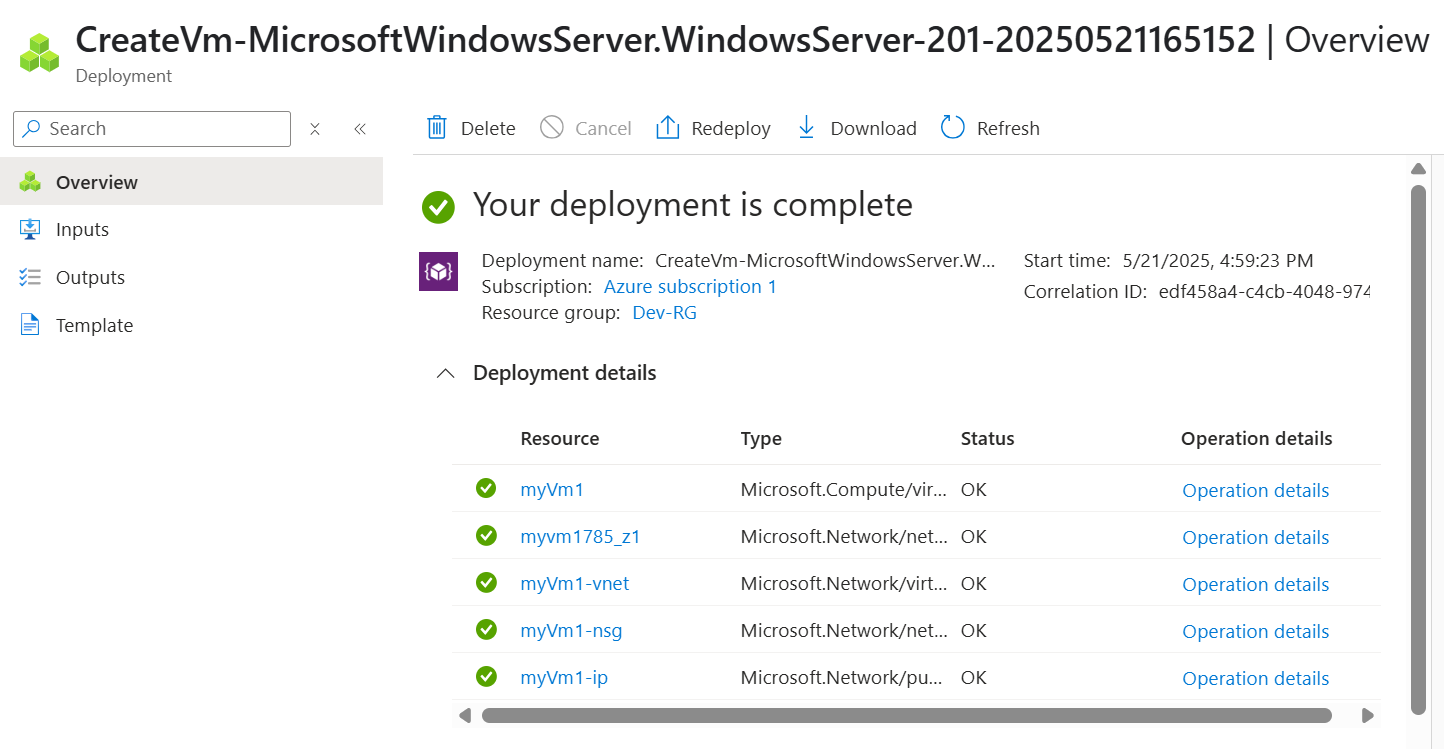 CreateVm-MicrosoftWindowsServer.WindowsServer-201-20250521165152 | Overview
Deployment
Search
Delete
Cancel
Redeploy
Download
Refresh
Overview
Inputs
Outputs
Template
Your deployment is complete
Deployment name: CreateVm-MicrosoftWindowsServer.W...
Subscription: Azure subscription 1
Resource group: Dev-RG
Start time: 5/21/2025, 4:59:23 PM
Correlation ID: edf458a4-c4cb-4048-974
Deployment details
Resource Type Status Operation details
myVm1 Microsoft.Compute/vir... OK Operation details
myvm1785_z1 Microsoft.Network/net... OK Operation details
myVm1-vnet Microsoft.Network/virt... OK Operation details
myVm1-nsg Microsoft.Network/net... OK Operation details
myVm1-ip Microsoft.Network/pu... OK Operation details